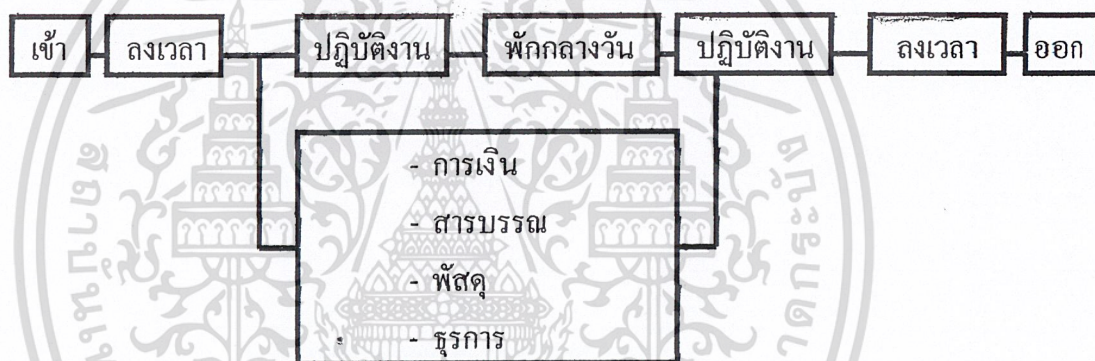 เข้า ลงเวลา ปฏิบัติงาน พักกลางวัน ปฏิบัติงาน ลงเวลา ออก
- การเงิน
- สารบรรณ
- พัสดุ
- ธุรการ